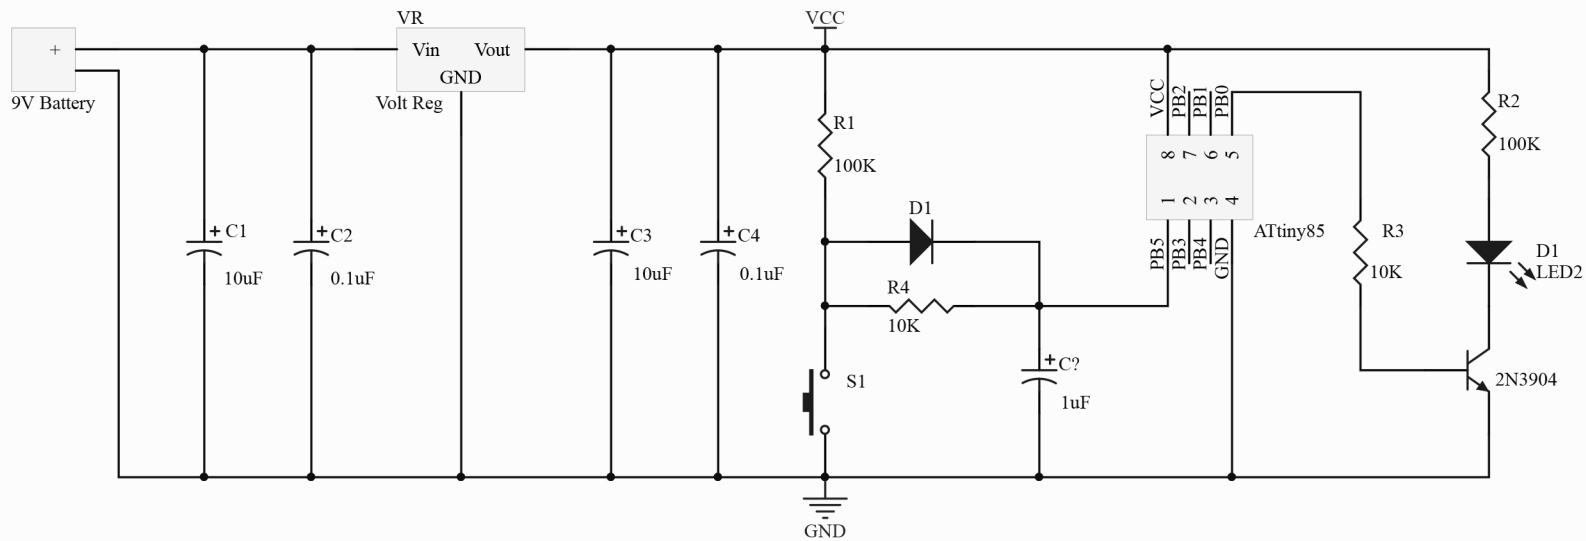 +
9V Battery
VR
Vin Vout
GND
Volt Reg
+ C1
10uF
+ C2
0.1uF
+ C3
10uF
+ C4
0.1uF
VCC
R1
100K
D1
R4
10K
S1
+ C?
1uF
GND
VCC
PB2
PB1
PB0
8 7 6 5
1 2 3 4
PB5
PB3
PB4
GND
ATtiny85
R3
10K
R2
100K
D1
LED2
2N3904